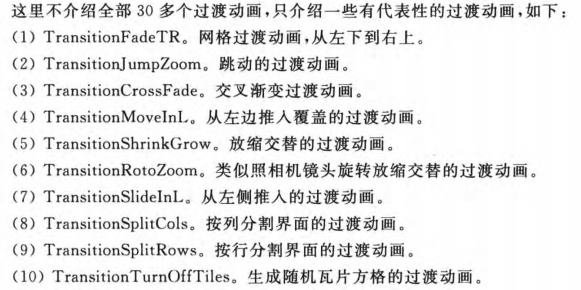 这里不介绍全部 30 多个过渡动画,只介绍一些有代表性的过渡动画,如下:
(1) TransitionFadeTR。网格过渡动画,从左下到右上。
(2) TransitionJumpZoom。跳动的过渡动画。
(3) TransitionCrossFade。交叉渐变过渡动画。
(4) TransitionMoveInL。从左边推入覆盖的过渡动画。
(5) TransitionShrinkGrow。放缩交替的过渡动画。
(6) TransitionRotoZoom。类似照相机镜头旋转放缩交替的过渡动画。
(7) TransitionSlideInL。从左侧推入的过渡动画。
(8) TransitionSplitCols。按列分割界面的过渡动画。
(9) TransitionSplitRows。按行分割界面的过渡动画。
(10) TransitionTurnOffTiles。生成随机瓦片方格的过渡动画。